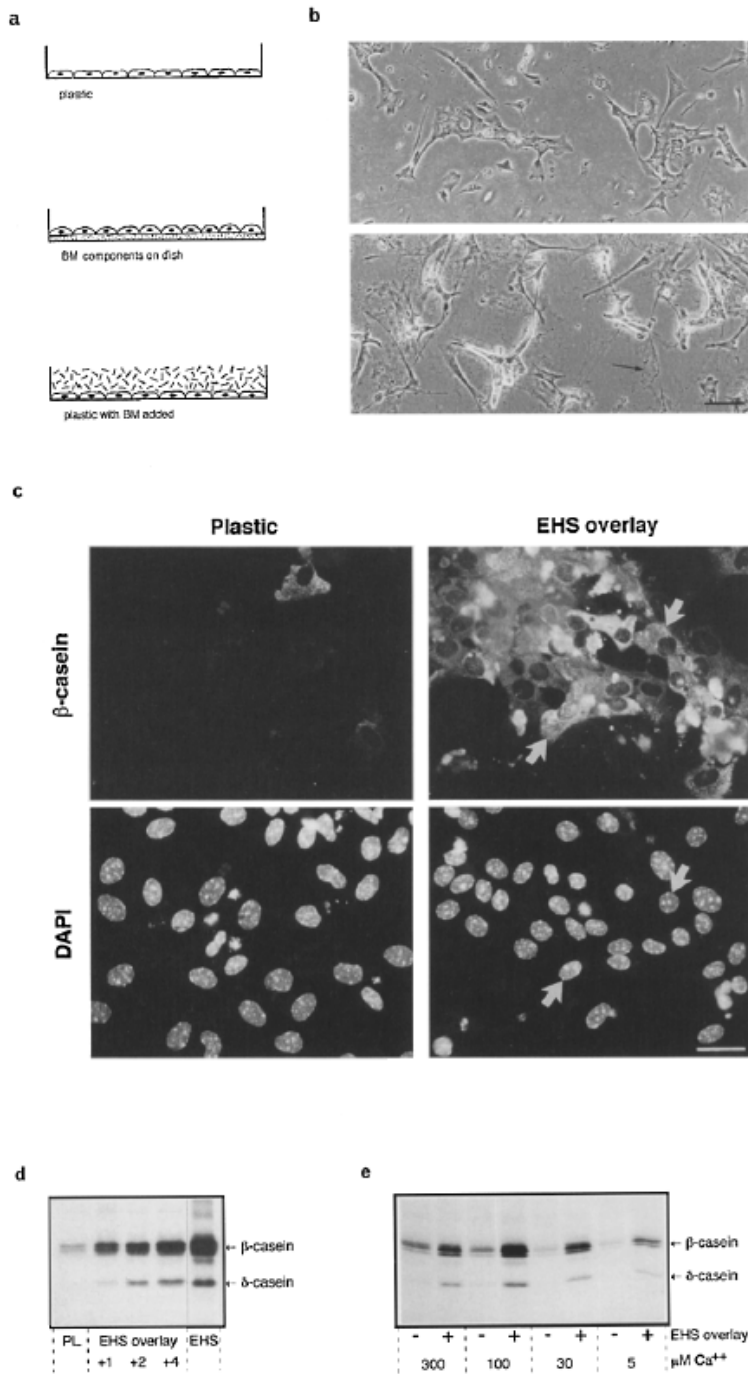 a
plastic
BM components on dish
plastic with BM added
b
c
Plastic EHS overlay
β-casein
DAPI
d
β-casein
δ-casein
PL EHS overlay EHS
+1 +2 +4
e
β-casein
δ-casein
- + - + - + - + EHS overlay
300 100 30 5 μM Ca++